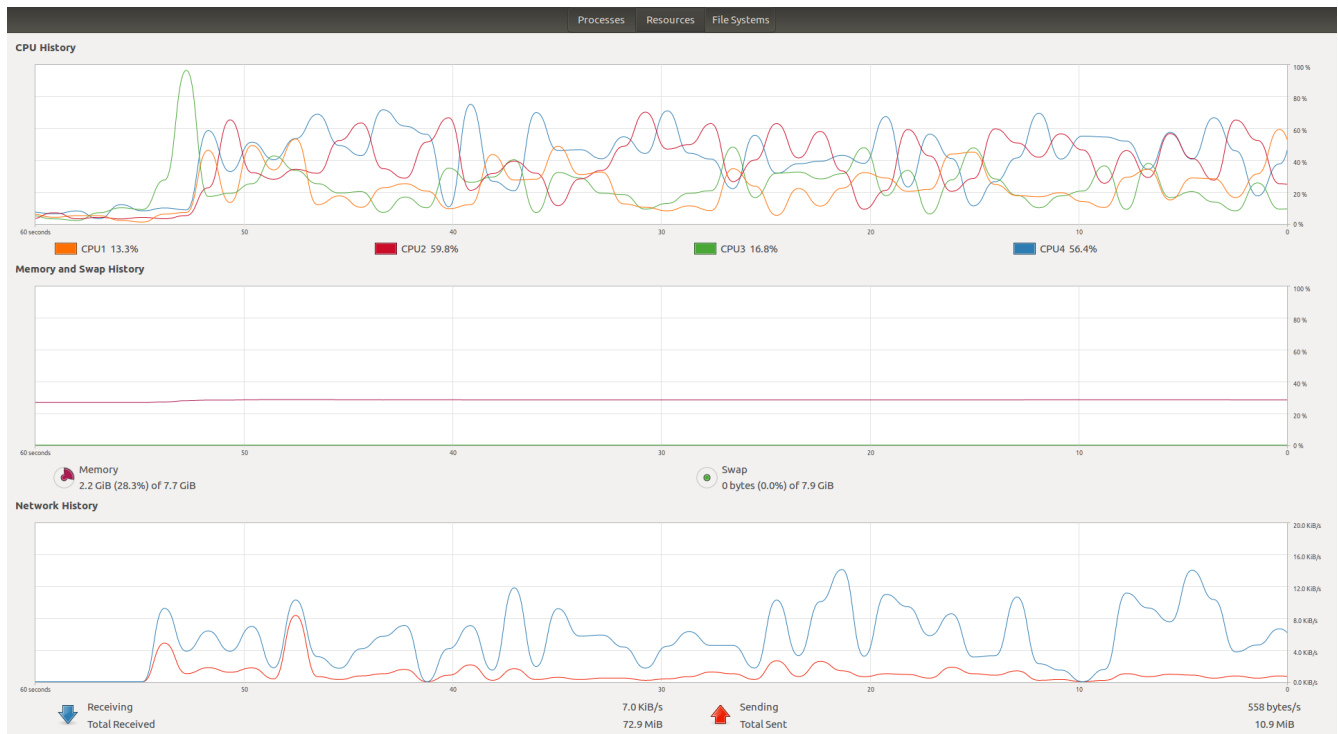 Processes Resources File Systems
CPU History
100 %
80 %
60 %
40 %
20 %
0 %
60 seconds 50 40 30 20 10 0
CPU1 13.3% CPU2 59.8% CPU3 16.8% CPU4 56.4%
Memory and Swap History
100 %
80 %
60 %
40 %
20 %
0 %
60 seconds 50 40 30 20 10 0
Memory Swap
2.2 GiB (28.3%) of 7.7 GiB 0 bytes (0.0%) of 7.9 GiB
Network History
20.0 KiB/s
16.0 KiB/s
12.0 KiB/s
8.0 KiB/s
4.0 KiB/s
0.0 KiB/s
60 seconds 50 40 30 20 10 0
Receiving 7.0 KiB/s Sending 558 bytes/s
Total Received 72.9 MiB Total Sent 10.9 MiB